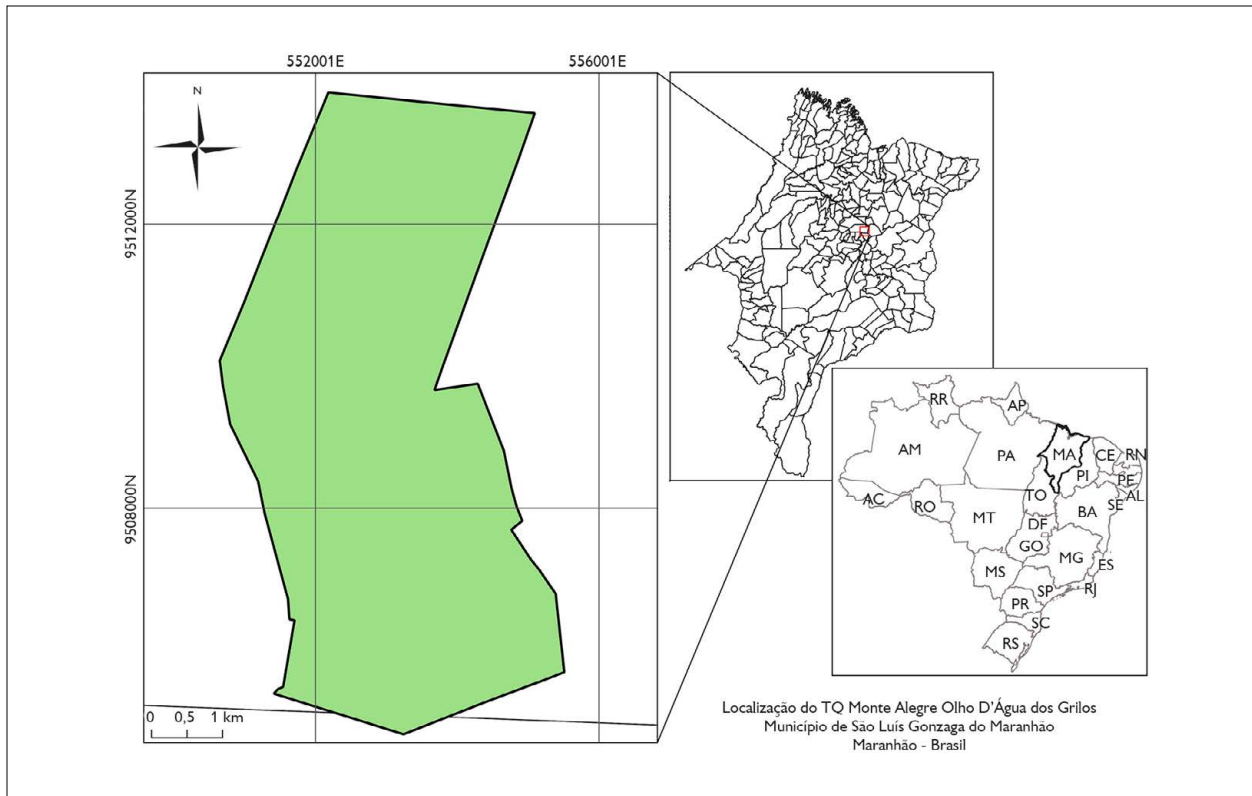 552001E
556001E
N
9512000N
9508000N
0 0,5 1 km
RR
AP
AM
PA
MA
CE
RN
PI
PE
AL
AC
RO
TO
SE
MT
BA
DF
GO
MG
MS
ES
SP
RJ
PR
SC
RS
Localização do TQ Monte Alegre Olho D'Água dos Grilos
Município de São Luís Gonzaga do Maranhão
Maranhão - Brasil